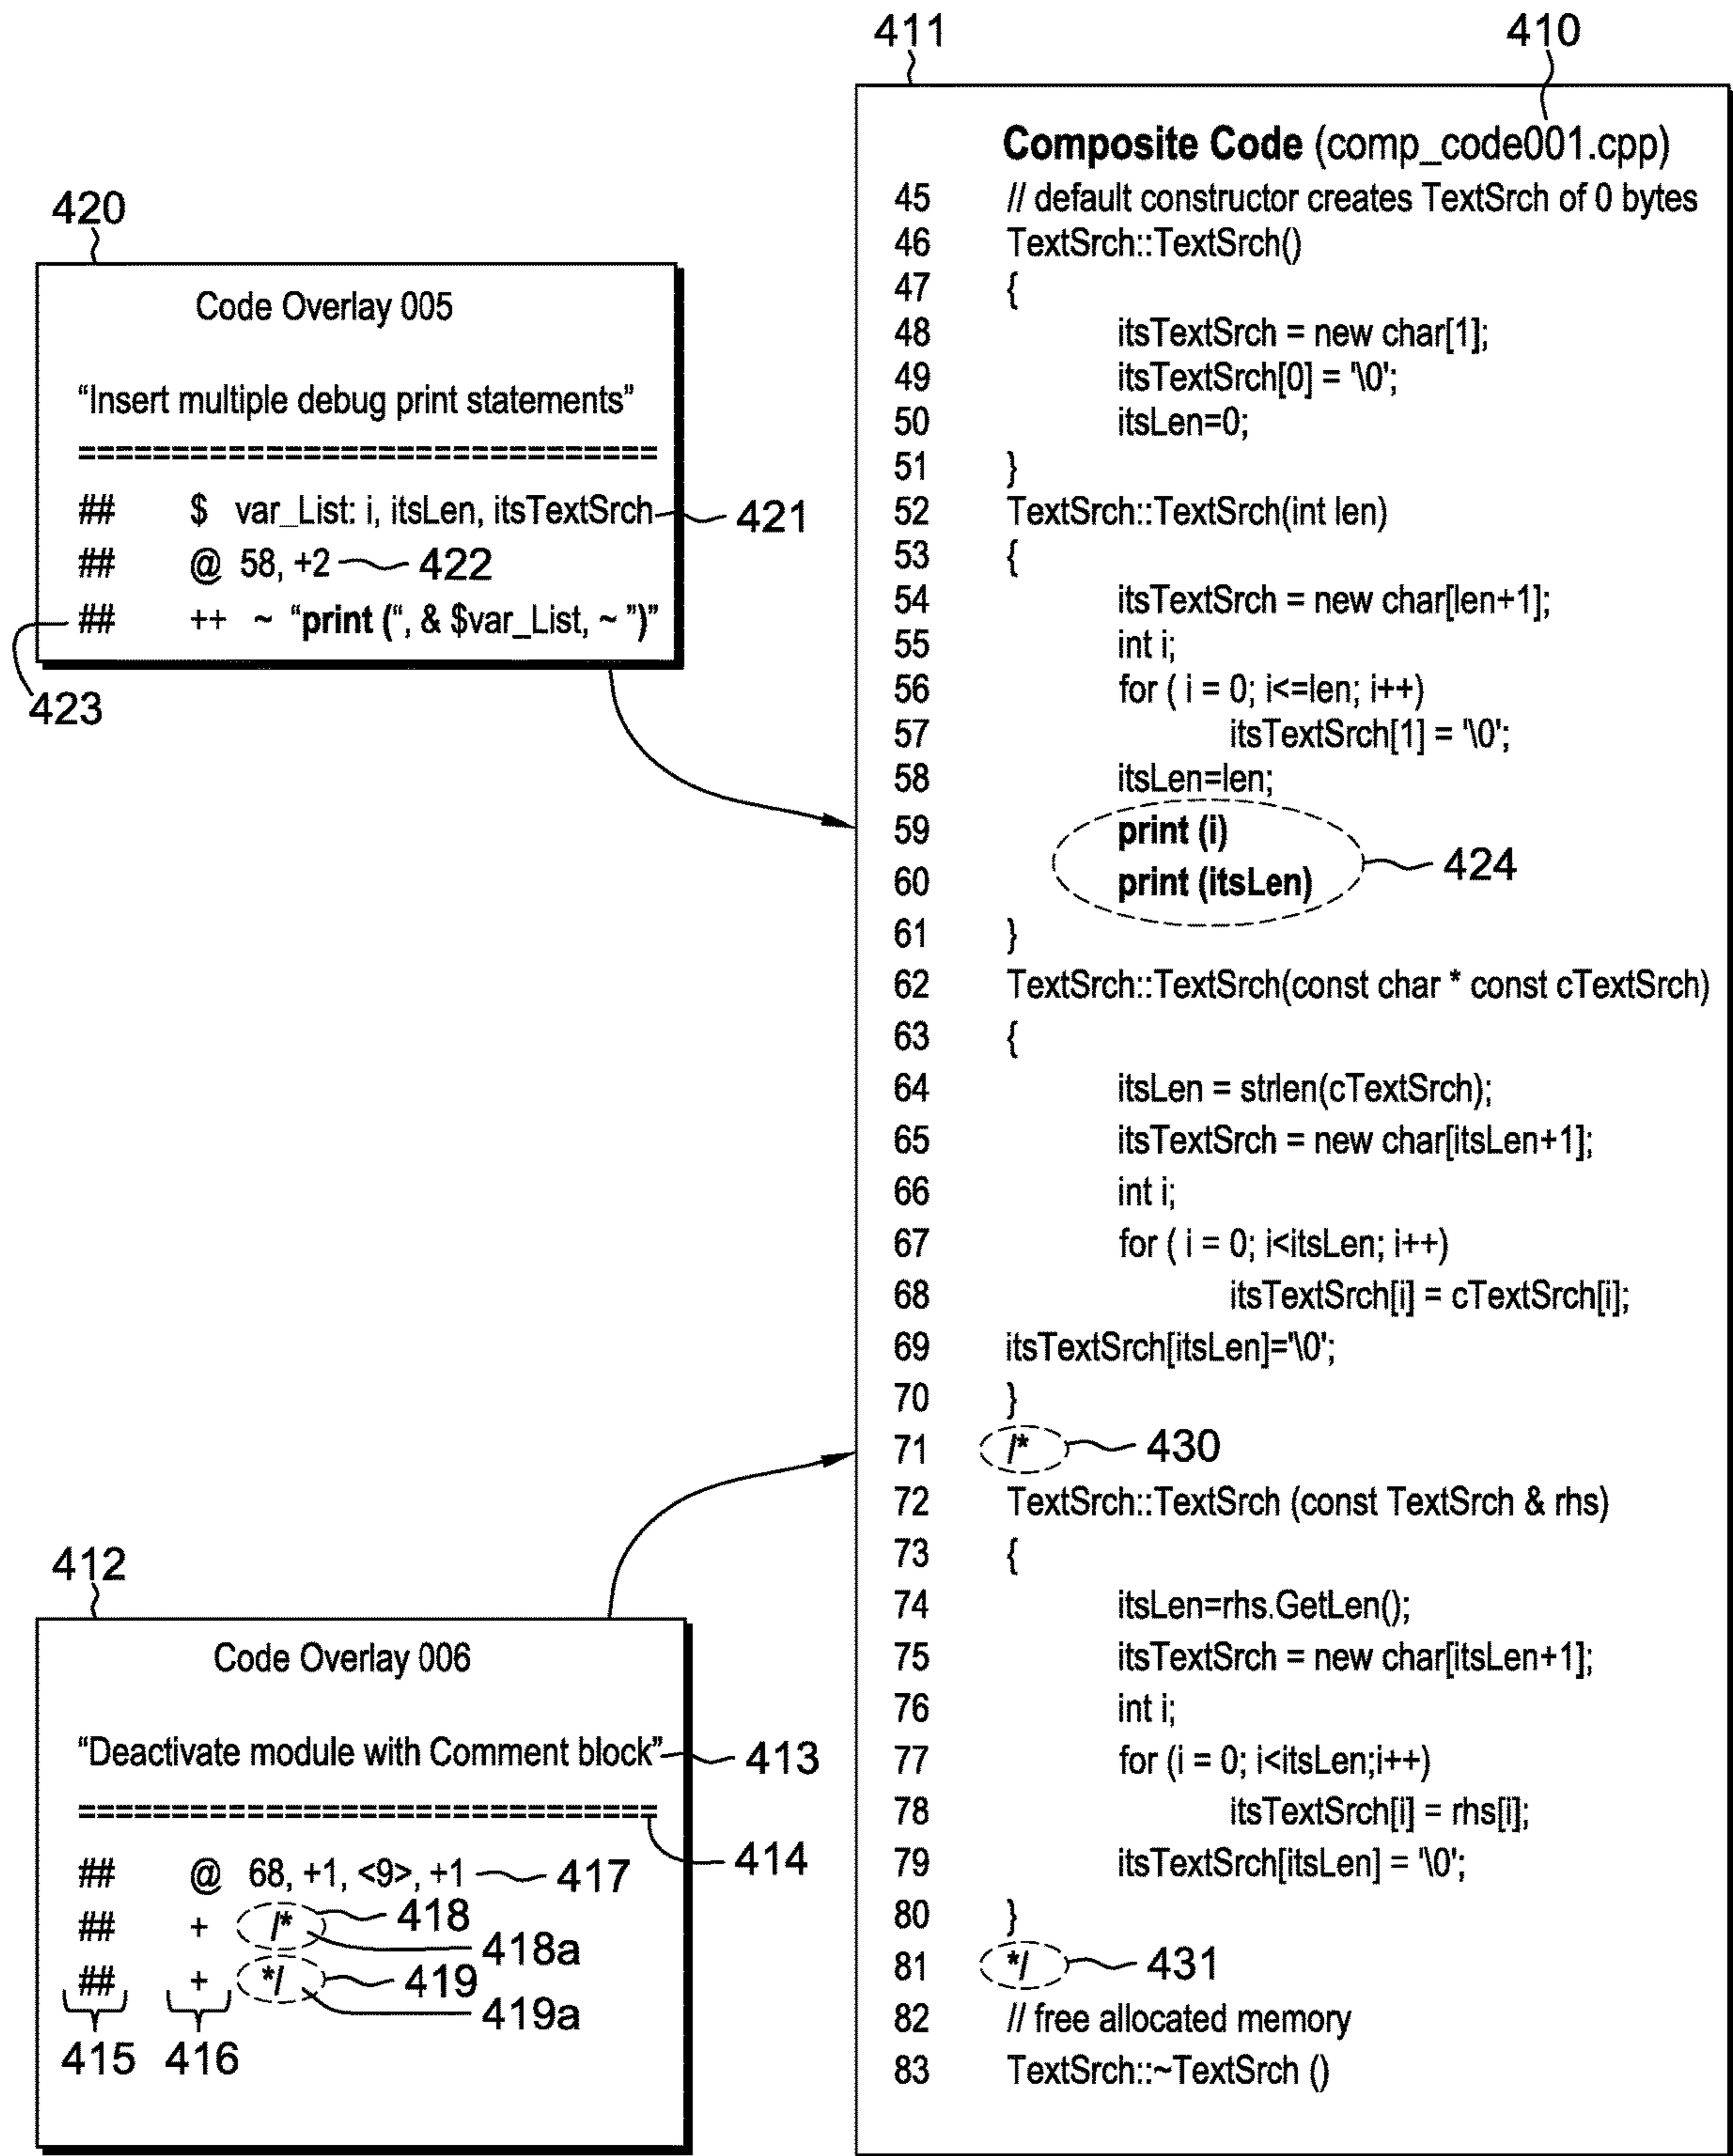 420
Code Overlay 005
“Insert multiple debug print statements”
===============================
## $ var_List: i, itsLen, itsTextSrch 421
## @ 58, +2 422
## ++ ~ “print (“, & $var_List, ~ ”)”
423
412
Code Overlay 006
“Deactivate module with Comment block” 413
===============================
414
## @ 68, +1, <9>, +1 417
## + /* 418
418a
## + */ 419
419a
415 416
411 410
Composite Code (comp_code001.cpp)
45 // default constructor creates TextSrch of 0 bytes
46 TextSrch::TextSrch()
47 {
48 itsTextSrch = new char[1];
49 itsTextSrch[0] = '\0';
50 itsLen=0;
51 }
52 TextSrch::TextSrch(int len)
53 {
54 itsTextSrch = new char[len+1];
55 int i;
56 for ( i = 0; i<=len; i++)
57 itsTextSrch[1] = '\0';
58 itsLen=len;
59 print (i)
60 print (itsLen)
424
61 }
62 TextSrch::TextSrch(const char * const cTextSrch)
63 {
64 itsLen = strlen(cTextSrch);
65 itsTextSrch = new char[itsLen+1];
66 int i;
67 for ( i = 0; i<itsLen; i++)
68 itsTextSrch[i] = cTextSrch[i];
69 itsTextSrch[itsLen]='\0';
70 }
71 /* 430
72 TextSrch::TextSrch (const TextSrch & rhs)
73 {
74 itsLen=rhs.GetLen();
75 itsTextSrch = new char[itsLen+1];
76 int i;
77 for (i = 0; i<itsLen;i++)
78 itsTextSrch[i] = rhs[i];
79 itsTextSrch[itsLen] = '\0';
80 }
81 */ 431
82 // free allocated memory
83 TextSrch::~TextSrch ()